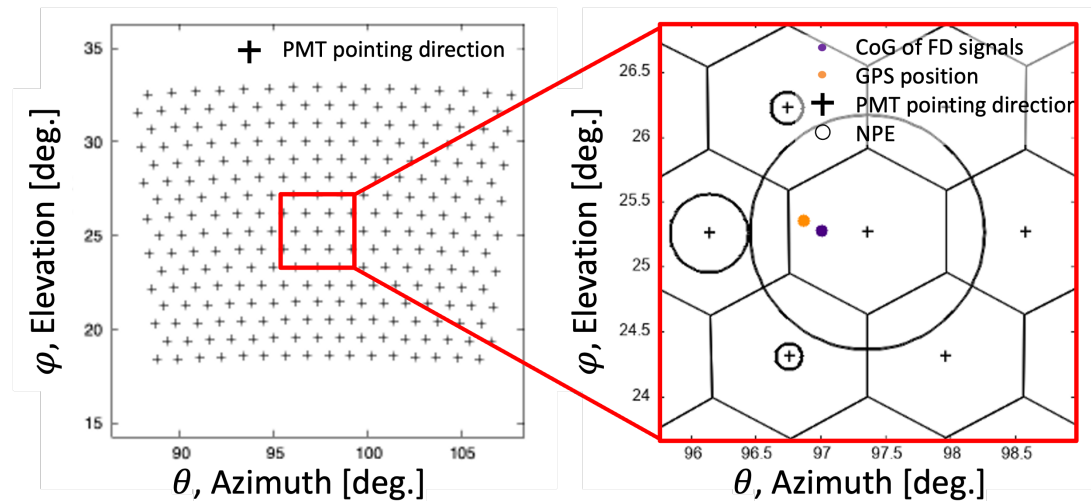 35
30
25
20
15
90
95
100
105
PMT pointing direction
φ, Elevation [deg.]
θ, Azimuth [deg.]
26.5
26
25.5
25
24.5
24
96
96.5
97
97.5
98
98.5
CoG of FD signals
GPS position
PMT pointing direction
NPE
φ, Elevation [deg.]
θ, Azimuth [deg.]